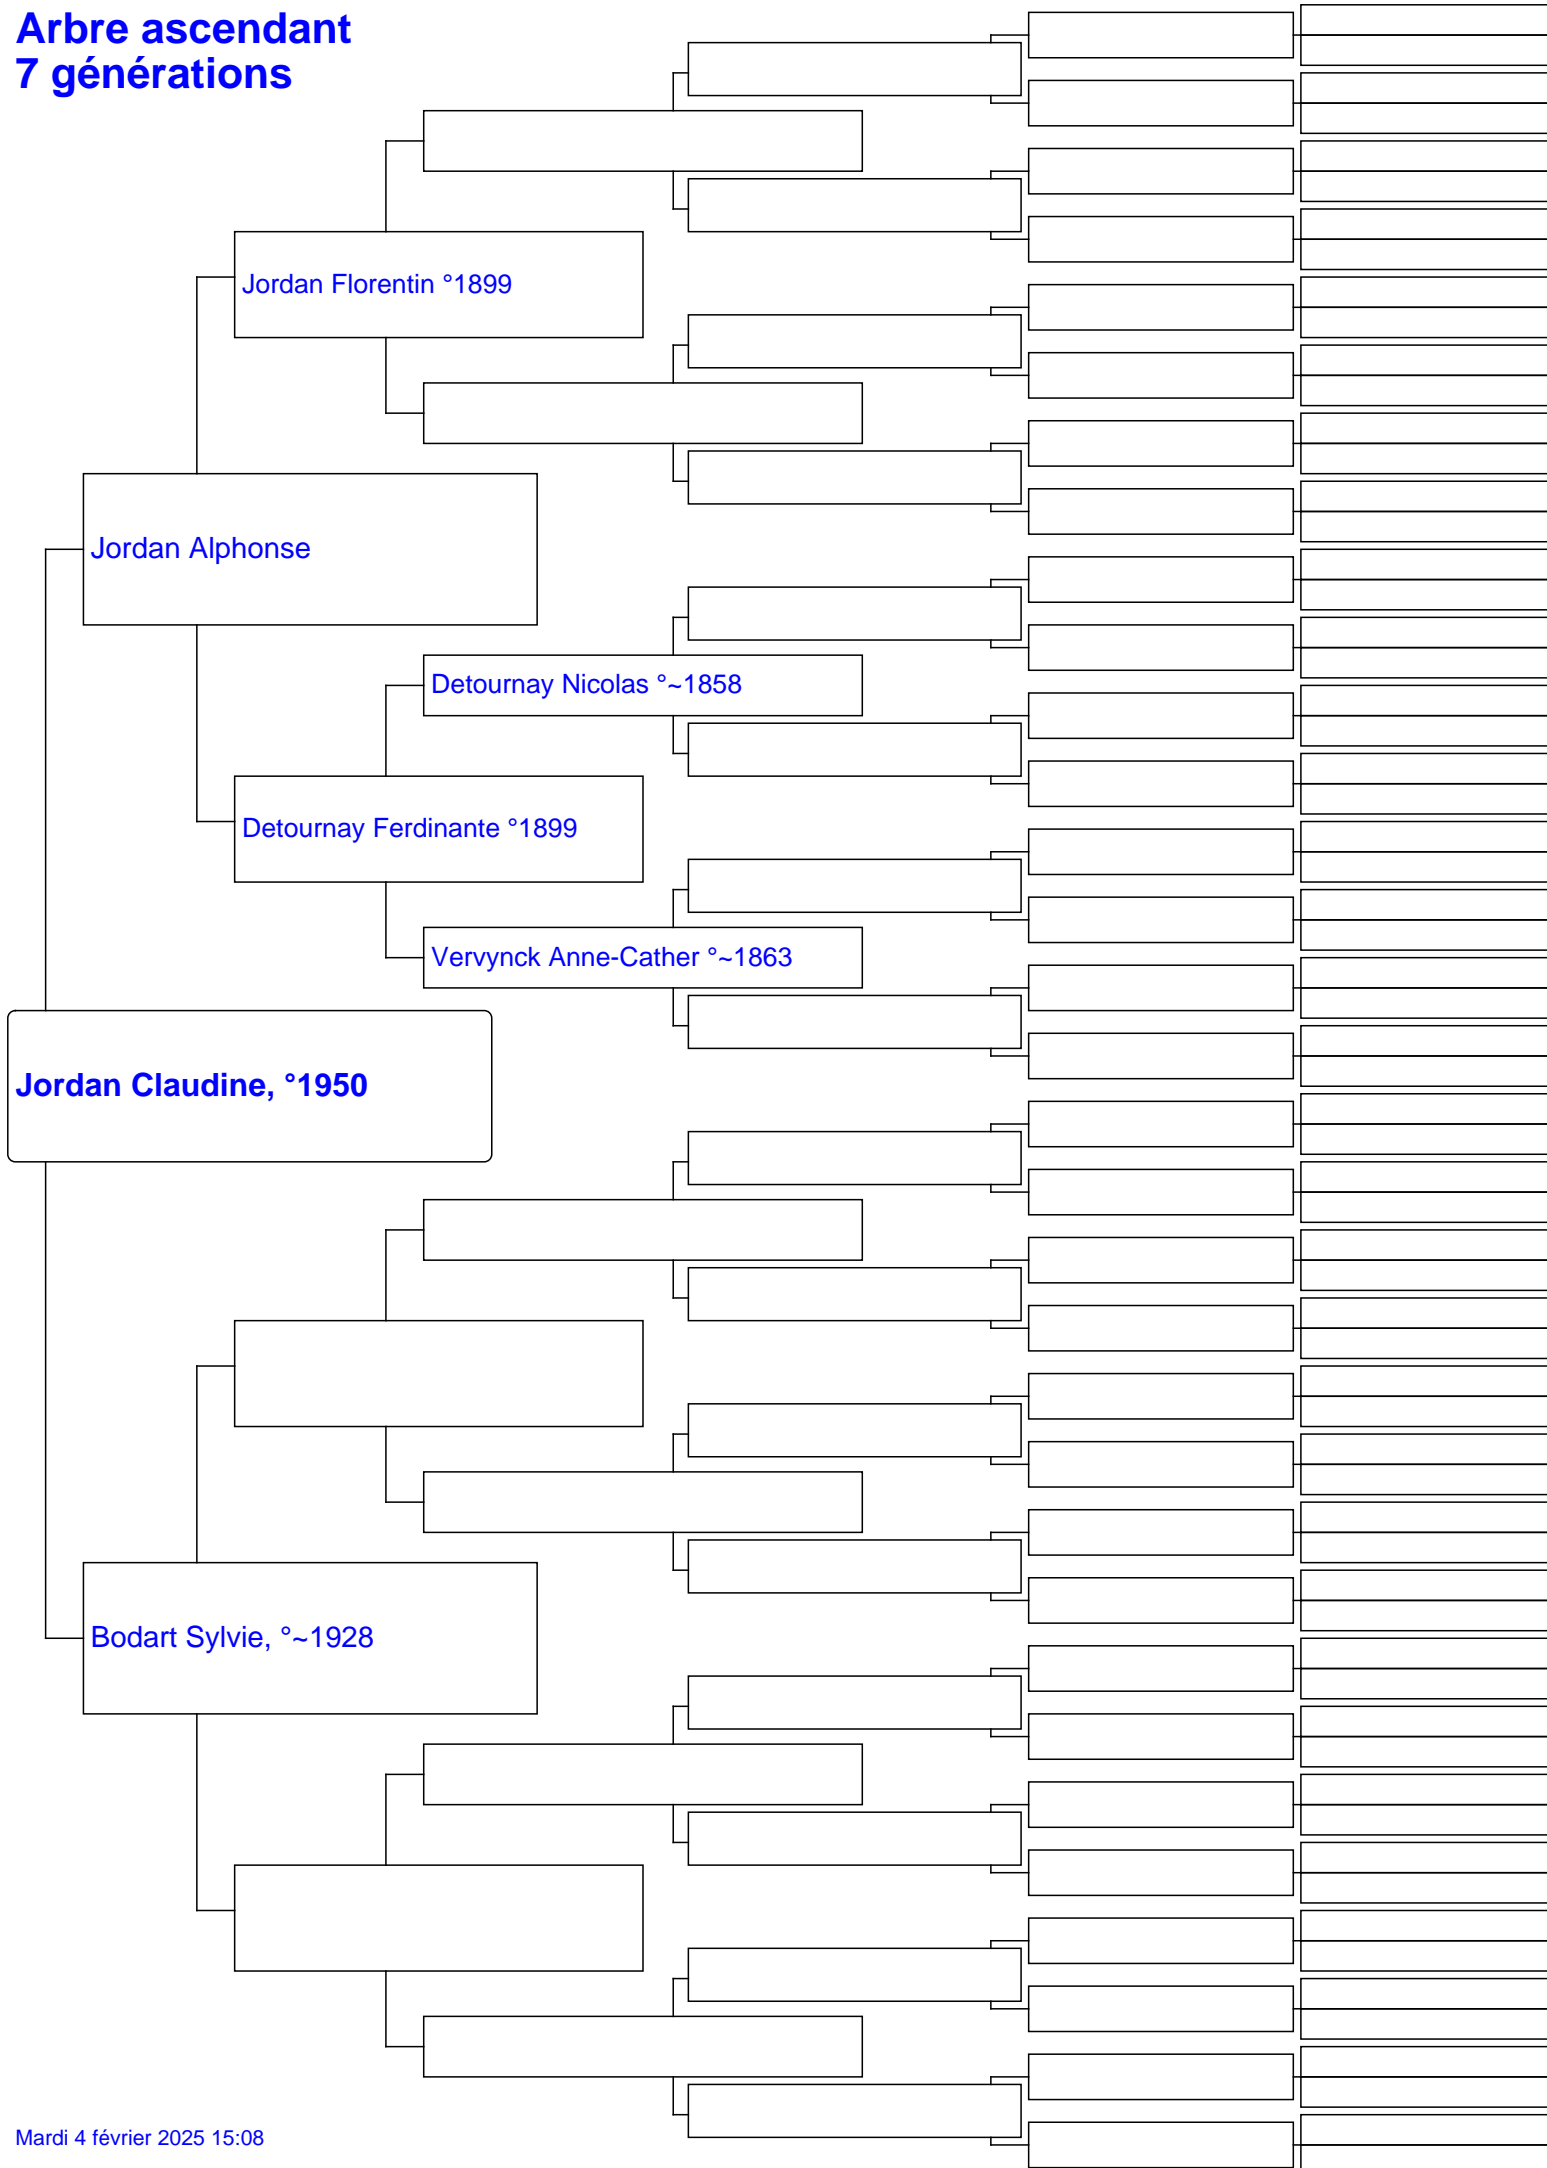 Arbre ascendant
7 générations
Jordan Florentin °1899
Jordan Alphonse
Detournay Nicolas °~1858
Detournay Ferdinante °1899
Vervynck Anne-Cather °~1863
Jordan Claudine, °1950
Bodart Sylvie, °~1928
Mardi 4 février 2025 15:08